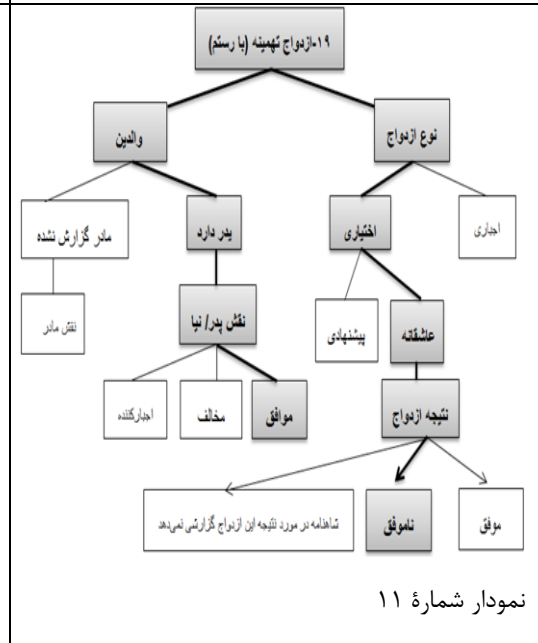 ۱۹-ازدواج تهمینه (با رستم)
نوع ازدواج
والدین
اجباری
اختیاری
پدر دارد
مادر گزارش نشده
عاشقانه
پیشنهادی
نقش پدر/ نیا
نقش مادر
نتیجه ازدواج
موافق
مخالف
اجبارکننده
موفق
ناموفق
شاهنامه در مورد نتیجه این ازدواج گزارشی نمی‌دهد
نمودار شمارۀ ۱۱